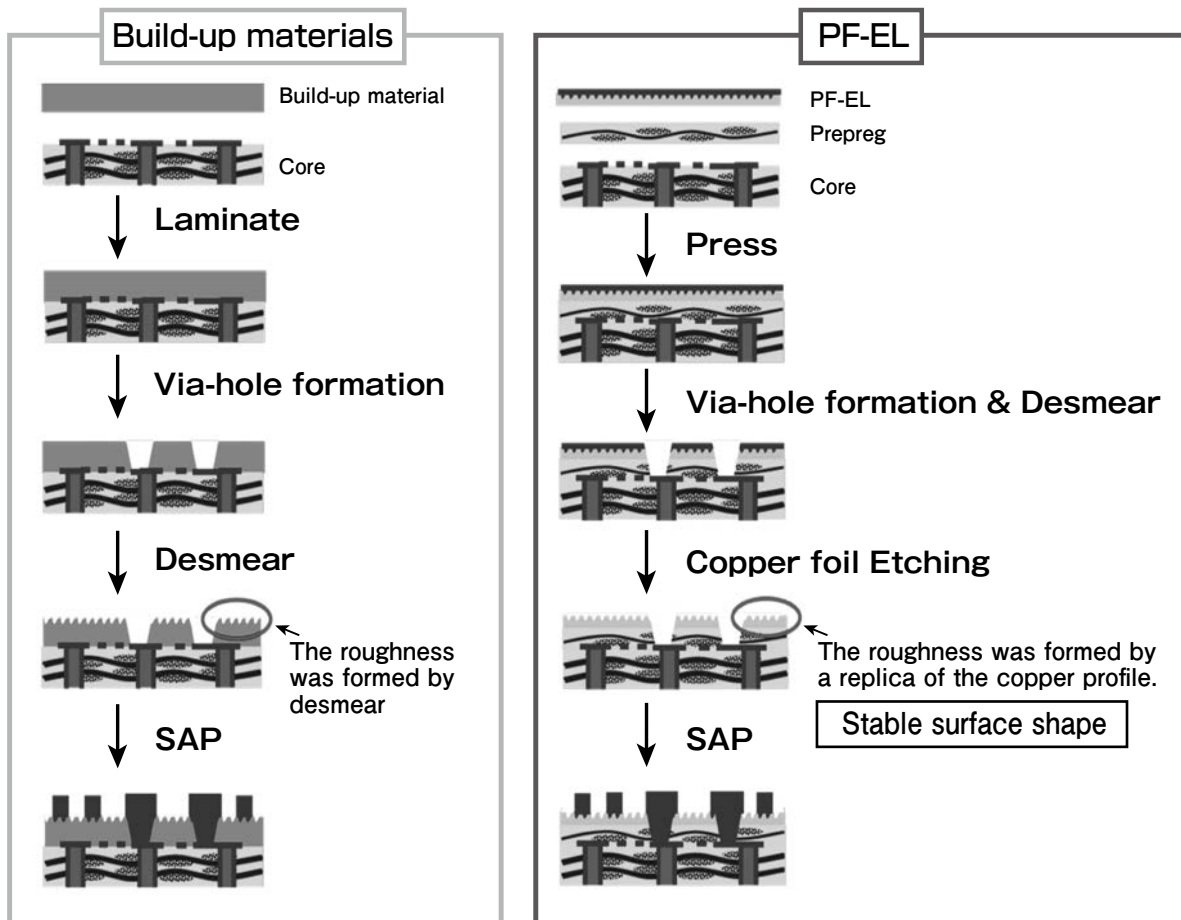 Build-up materials
Build-up material
Core
Laminate
Via-hole formation
Desmear
The roughness
was formed by
desmear
SAP
PF-EL
PF-EL
Prepreg
Core
Press
Via-hole formation & Desmear
Copper foil Etching
The roughness was formed by
a replica of the copper profile.
Stable surface shape
SAP